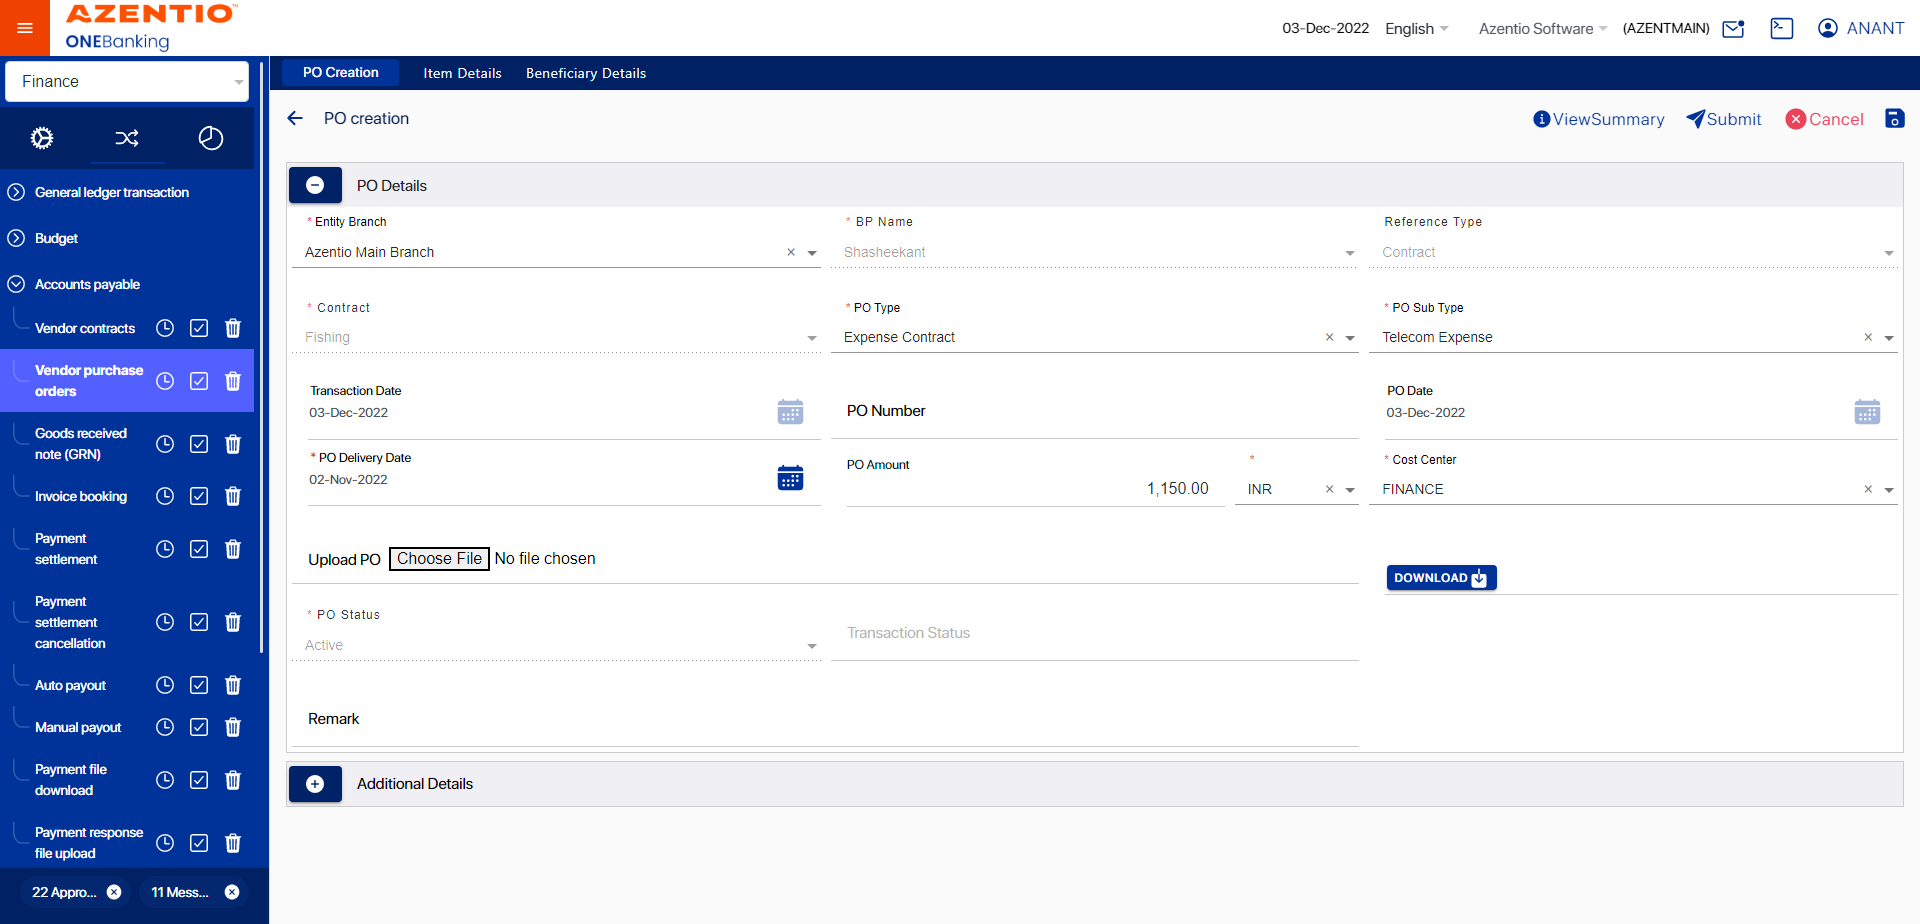 AZENTIO™
ONEBanking
03-Dec-2022 English Azentio Software (AZENTMAIN) ANANT
Finance
PO Creation Item Details Beneficiary Details
PO creation
ViewSummary Submit Cancel
General ledger transaction
Budget
Accounts payable
Vendor contracts
Vendor purchase
orders
Goods received
note (GRN)
Invoice booking
Payment
settlement
Payment
settlement
cancellation
Auto payout
Manual payout
Payment file
download
Payment response
file upload
22 Appro... 11 Mess...
PO Details
* Entity Branch * BP Name Reference Type
Azentio Main Branch × Shasheekant Contract
* Contract * PO Type * PO Sub Type
Fishing Expense Contract × Telecom Expense ×
Transaction Date PO Date
03-Dec-2022 PO Number 03-Dec-2022
* PO Delivery Date PO Amount * * Cost Center
02-Nov-2022 1,150.00 INR × FINANCE ×
Upload PO Choose File No file chosen
DOWNLOAD
* PO Status
Active Transaction Status
Remark
Additional Details